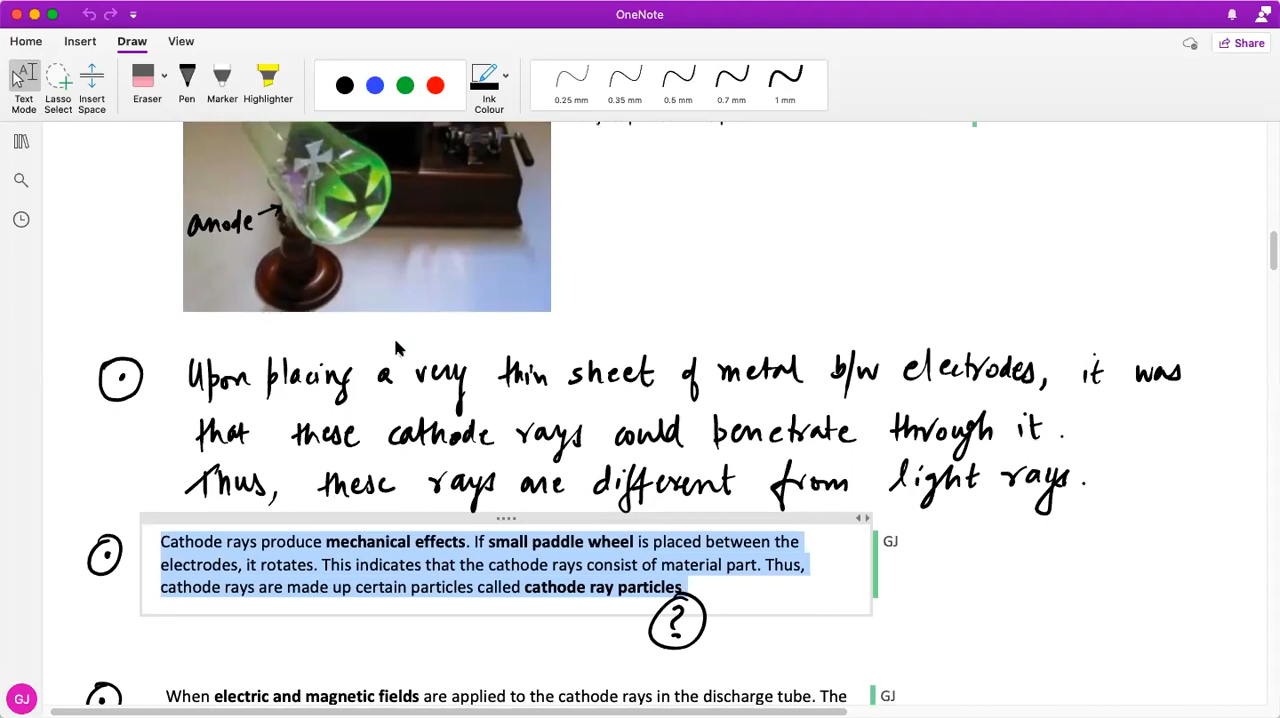 OneNote
Home Insert Draw View
Share
Text Mode
Lasso Select
Insert Space
Eraser
Pen
Marker
Highlighter
Ink Colour
0.25 mm
0.35 mm
0.5 mm
0.7 mm
1 mm
anode
Upon placing a very thin sheet of metal b/w electrodes, it was
that these cathode rays could penetrate through it.
Thus, these rays are different from light rays.
Cathode rays produce mechanical effects. If small paddle wheel is placed between the
electrodes, it rotates. This indicates that the cathode rays consist of material part. Thus,
cathode rays are made up certain particles called cathode ray particles.
GJ
?
When electric and magnetic fields are applied to the cathode rays in the discharge tube. The
GJ
GJ